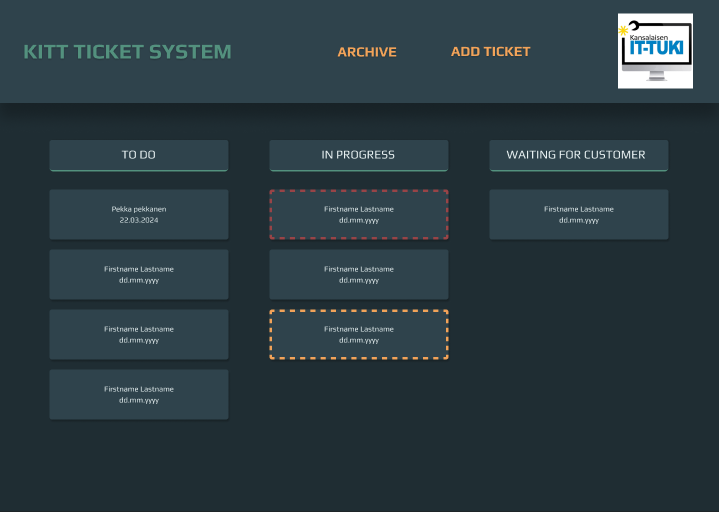 KITT TICKET SYSTEM
ARCHIVE
ADD TICKET
Kansalaisen
IT-TUKI
TO DO
IN PROGRESS
WAITING FOR CUSTOMER
Pekka pekkanen
22.03.2024
Firstname Lastname
dd.mm.yyyy
Firstname Lastname
dd.mm.yyyy
Firstname Lastname
dd.mm.yyyy
Firstname Lastname
dd.mm.yyyy
Firstname Lastname
dd.mm.yyyy
Firstname Lastname
dd.mm.yyyy
Firstname Lastname
dd.mm.yyyy